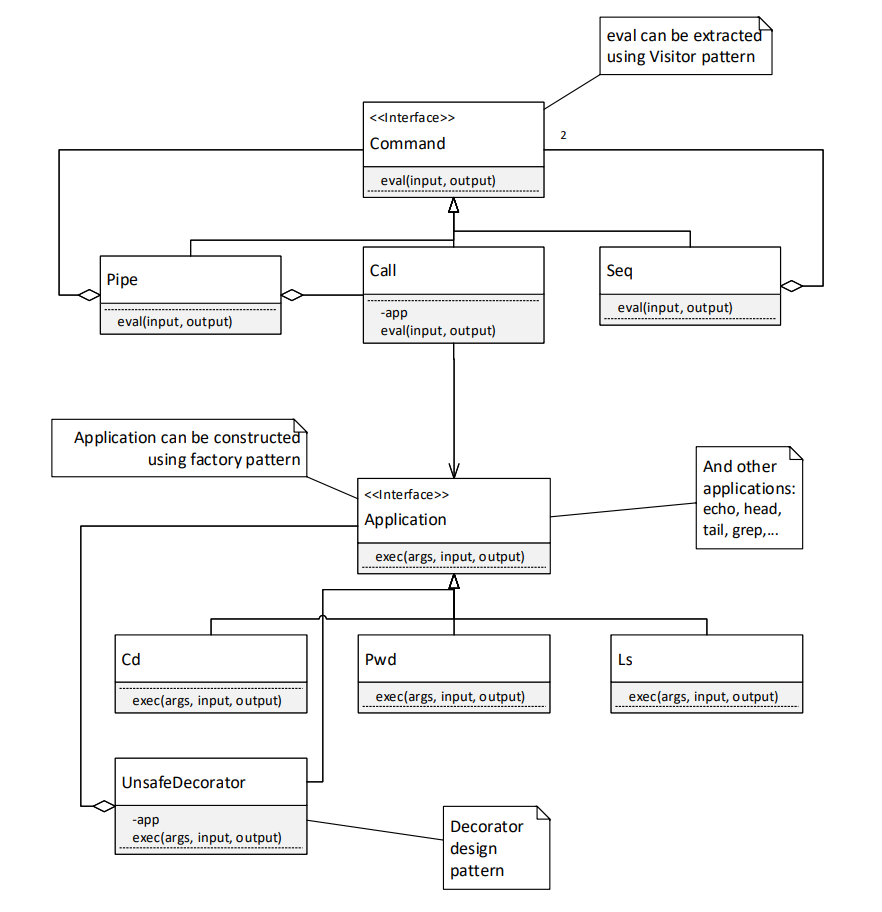 eval can be extracted
using Visitor pattern
<<Interface>>
Command
eval(input, output)
2
Pipe
eval(input, output)
Call
-app
eval(input, output)
Seq
eval(input, output)
Application can be constructed
using factory pattern
<<Interface>>
Application
exec(args, input, output)
And other
applications:
echo, head,
tail, grep,...
Cd
exec(args, input, output)
Pwd
exec(args, input, output)
Ls
exec(args, input, output)
UnsafeDecorator
-app
exec(args, input, output)
Decorator
design
pattern